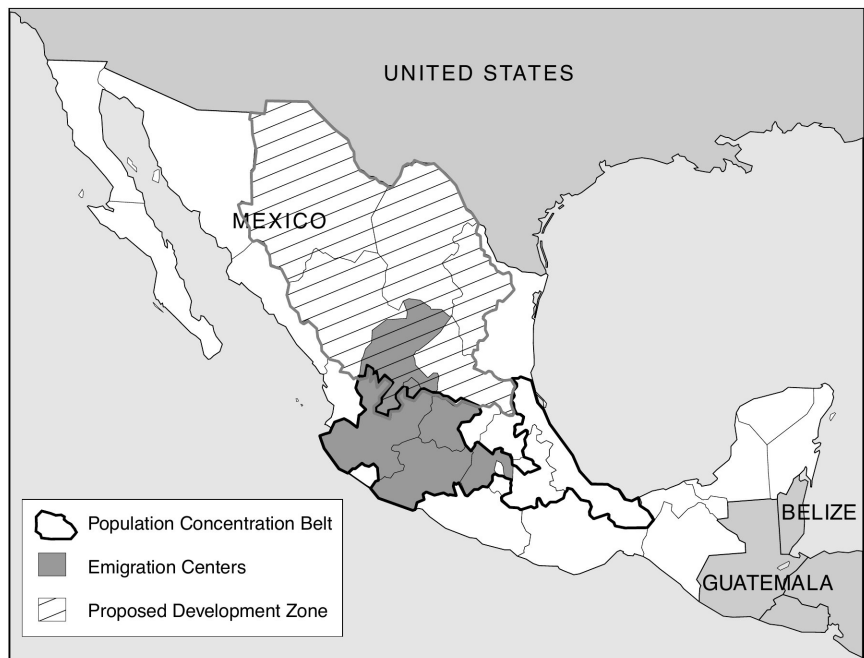 UNITED STATES
MEXICO
BELIZE
GUATEMALA
Population Concentration Belt
Emigration Centers
Proposed Development Zone